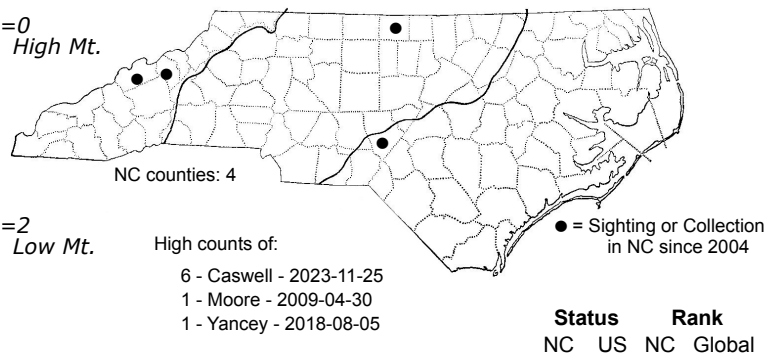 =0
High Mt.
NC counties: 4
=2
Low Mt.
High counts of:
6 - Caswell - 2023-11-25
1 - Moore - 2009-04-30
1 - Yancey - 2018-08-05
● = Sighting or Collection
in NC since 2004
Status Rank
NC US NC Global